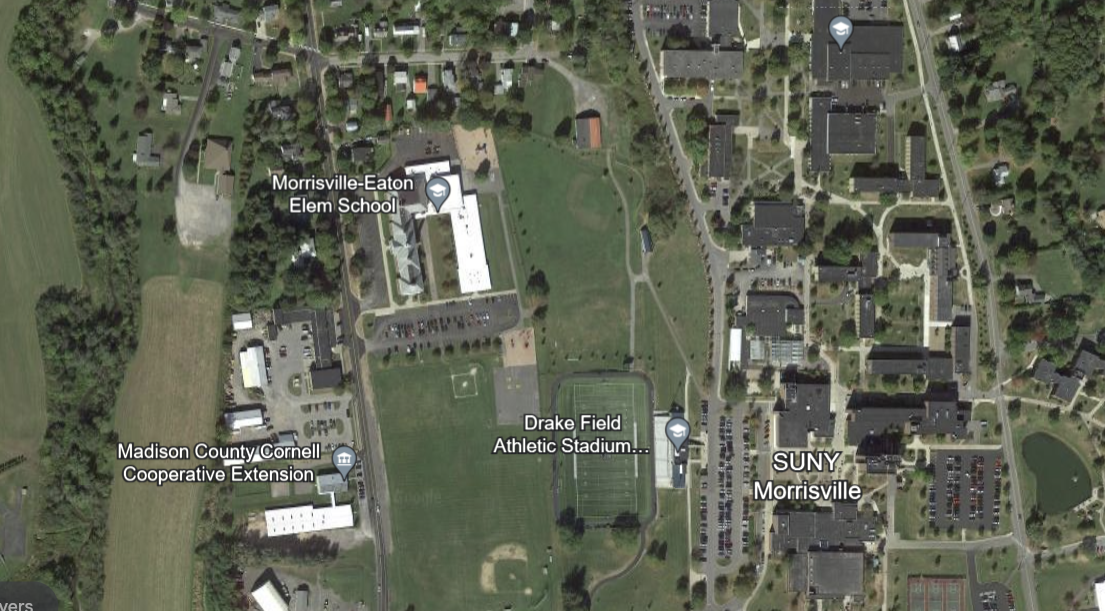 Morrisville-Eaton
Elem School
Drake Field
Athletic Stadium...
Madison County Cornell
Cooperative Extension
SUNY
Morrisville